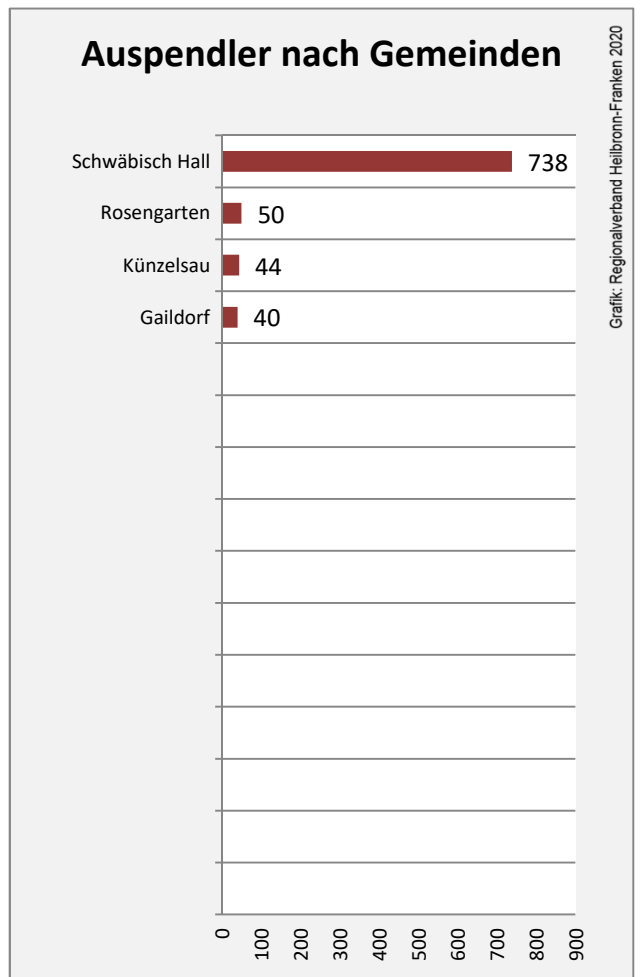 Auspendler nach Gemeinden
Grafik: Regionalverband Heilbronn-Franken 2020
Schwäbisch Hall 738
Rosengarten 50
Künzelsau 44
Gaildorf 40
0 100 200 300 400 500 600 700 800 900